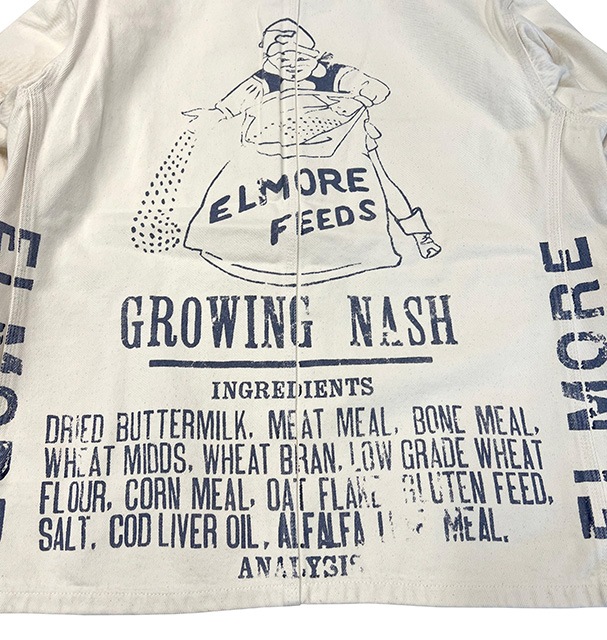 ELMORE
FEEDS
GROWING NASH
INGREDIENTS
DRIED BUTTERMILK, MEAT MEAL, BONE MEAL,
WHEAT MIDDS, WHEAT BRAN, LOW GRADE WHEAT
FLOUR, CORN MEAL, OAT FLAKE GLUTEN FEED,
SALT, COD LIVER OIL, ALFALFA MEAL.
ANALYSIS
ELMORE
ELMORE